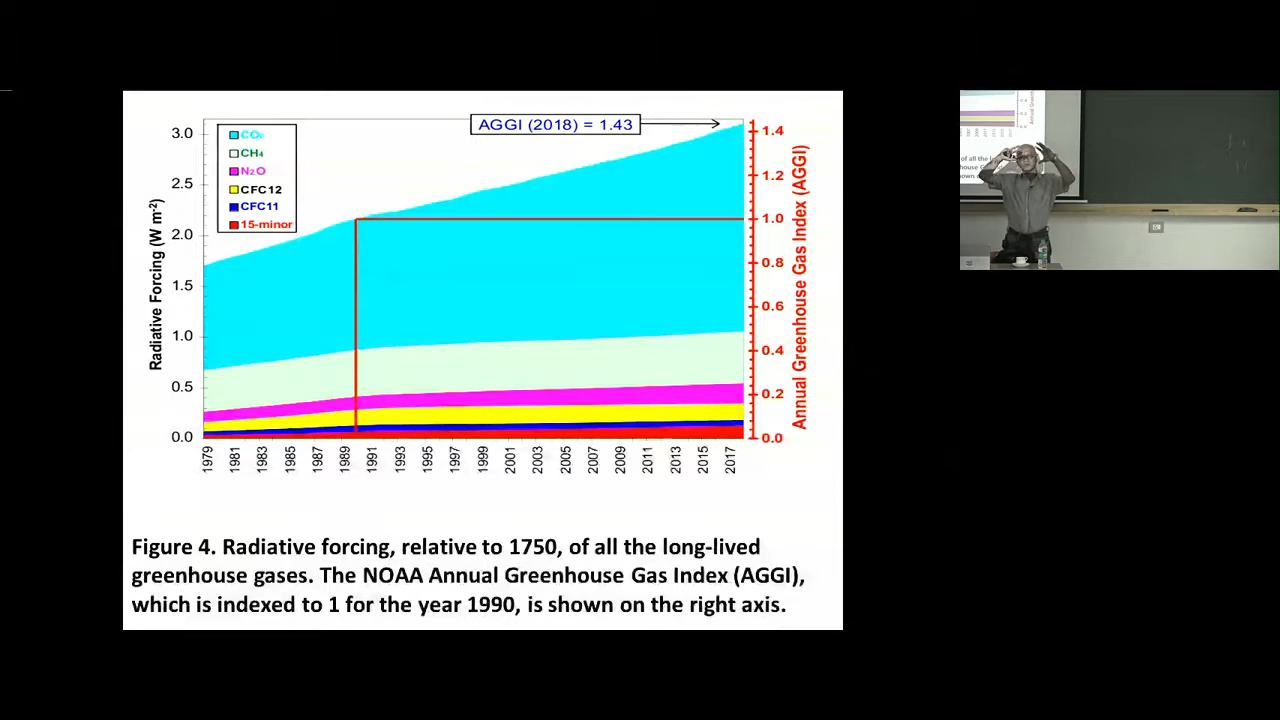 AGGI (2018) = 1.43
CO₂
CH₄
N₂O
CFC12
CFC11
15-minor
3.0
2.5
2.0
1.5
1.0
0.5
0.0
Radiative Forcing (W m⁻²)
1.4
1.2
1.0
0.8
0.6
0.4
0.2
0.0
Annual Greenhouse Gas Index (AGGI)
1979 1981 1983 1985 1987 1989 1991 1993 1995 1997 1999 2001 2003 2005 2007 2009 2011 2013 2015 2017
Figure 4. Radiative forcing, relative to 1750, of all the long-lived
greenhouse gases. The NOAA Annual Greenhouse Gas Index (AGGI),
which is indexed to 1 for the year 1990, is shown on the right axis.